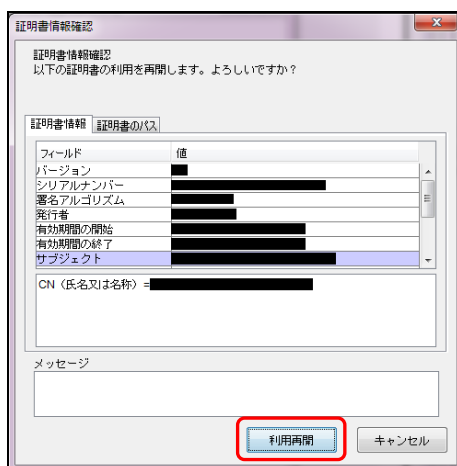 証明書情報確認
証明書情報確認
以下の証明書の利用を再開します。よろしいですか？
証明書情報 証明書のパス
フィールド 値
バージョン
シリアルナンバー
署名アルゴリズム
発行者
有効期間の開始
有効期間の終了
サブジェクト
CN（氏名又は名称）=
メッセージ
利用再開 キャンセル